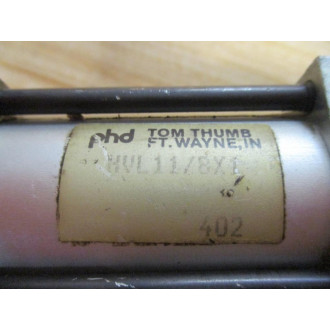 phd TOM THUMB
FT. WAYNE, IN
HVL11/8X1
402